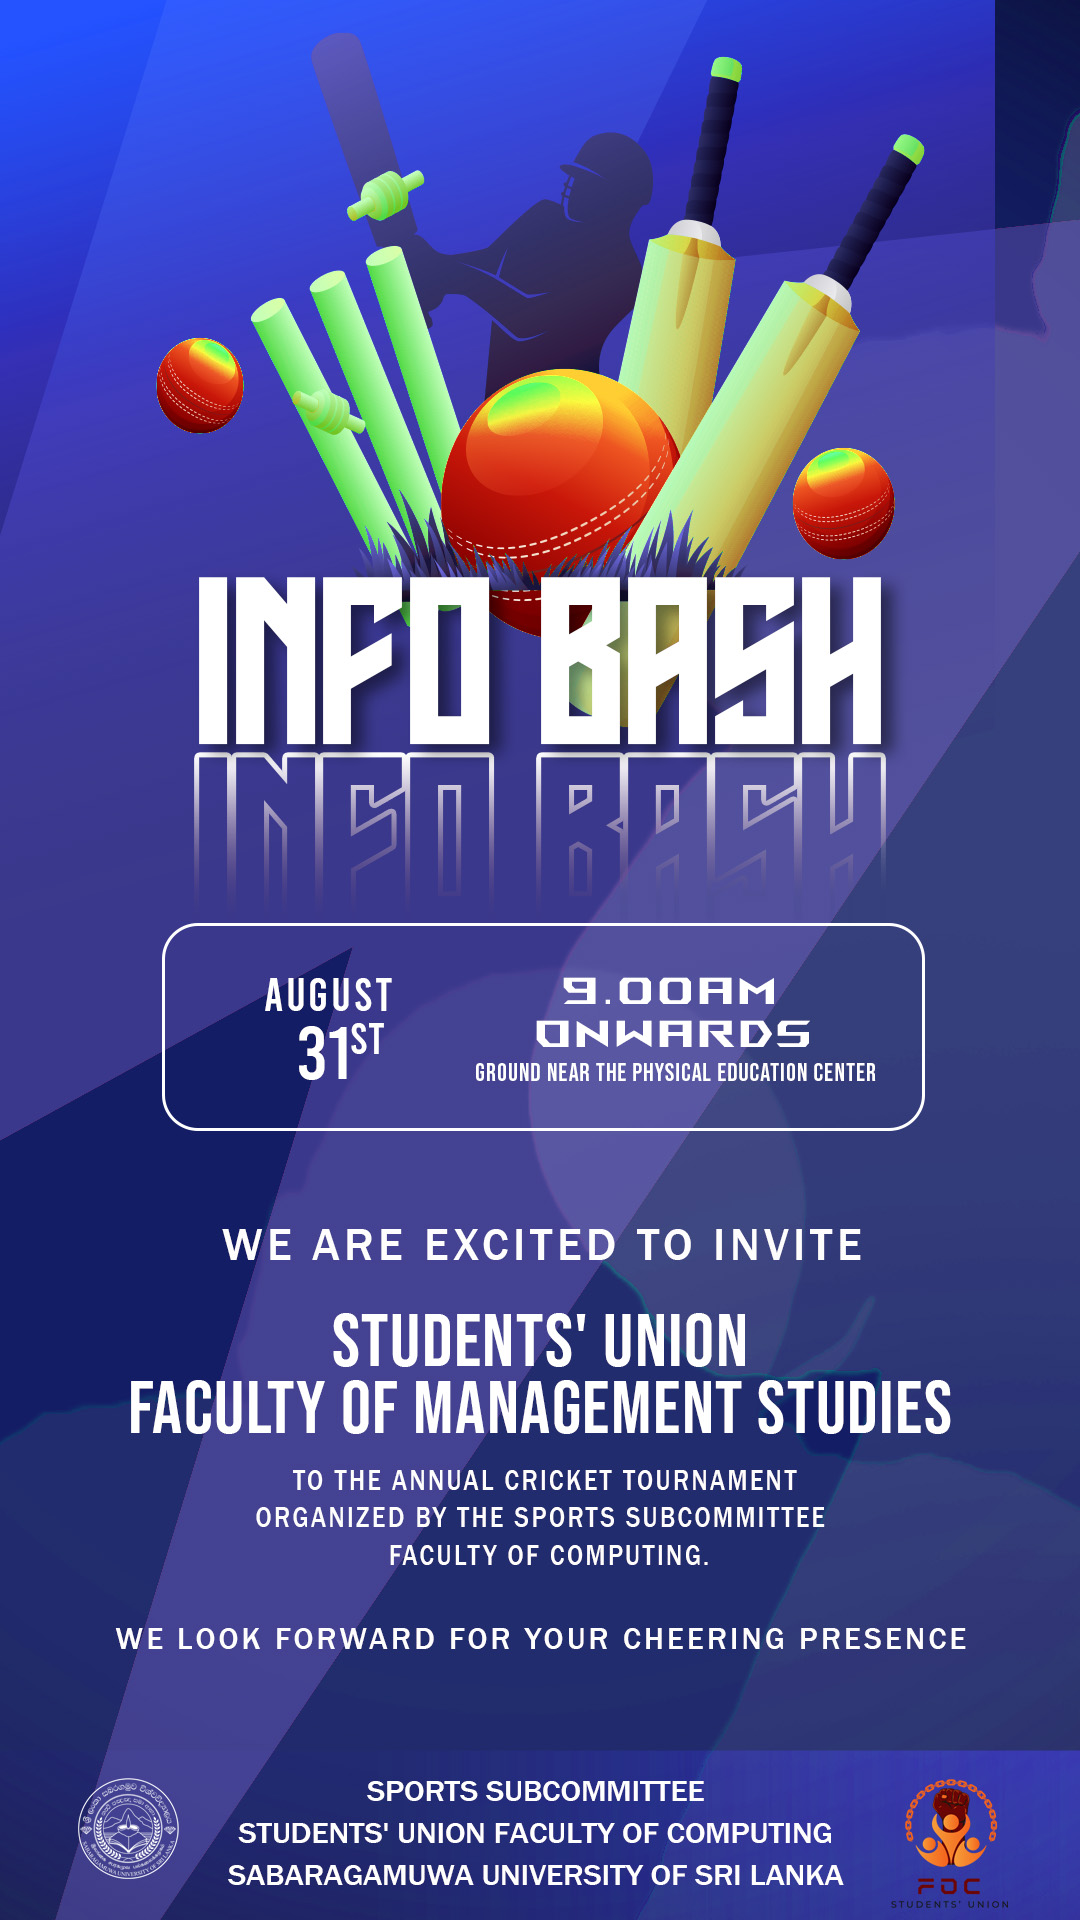 INFO BASH
AUGUST
31ST
9.00AM
ONWARDS
GROUND NEAR THE PHYSICAL EDUCATION CENTER
WE ARE EXCITED TO INVITE
STUDENTS' UNION
FACULTY OF MANAGEMENT STUDIES
TO THE ANNUAL CRICKET TOURNAMENT
ORGANIZED BY THE SPORTS SUBCOMMITTEE
FACULTY OF COMPUTING.
WE LOOK FORWARD FOR YOUR CHEERING PRESENCE
SPORTS SUBCOMMITTEE
STUDENTS' UNION FACULTY OF COMPUTING
SABARAGAMUWA UNIVERSITY OF SRI LANKA
FOC
STUDENTS' UNION